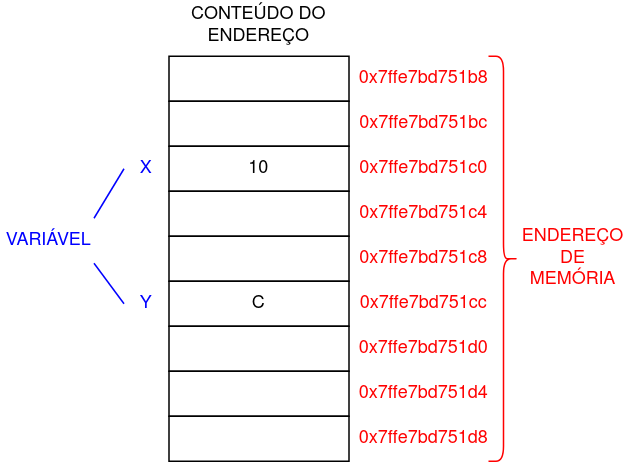 CONTEÚDO DO
ENDEREÇO
0x7ffe7bd751b8
0x7ffe7bd751bc
X 10 0x7ffe7bd751c0
0x7ffe7bd751c4
VARIÁVEL
0x7ffe7bd751c8
ENDEREÇO
DE
MEMÓRIA
Y C 0x7ffe7bd751cc
0x7ffe7bd751d0
0x7ffe7bd751d4
0x7ffe7bd751d8